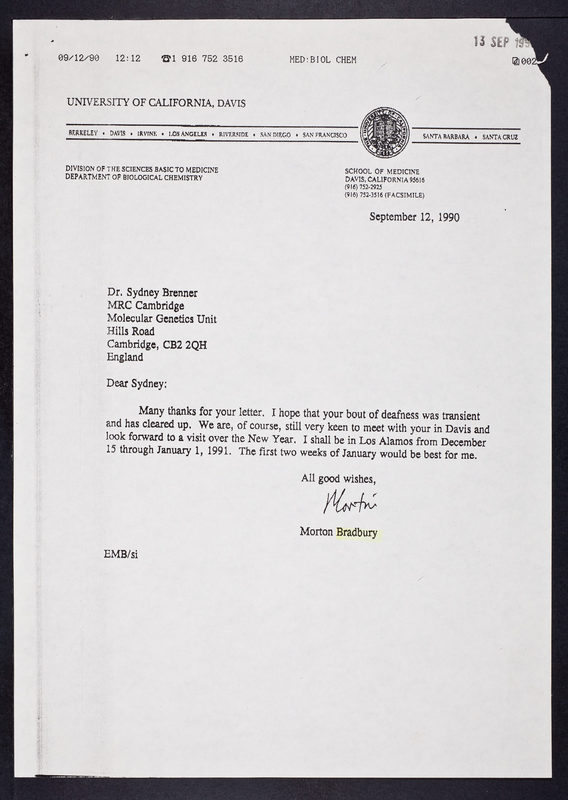 13 SEP 199
09/12/90 12:12 ☎1 916 752 3516 MED:BIOL CHEM 002
UNIVERSITY OF CALIFORNIA, DAVIS
BERKELEY • DAVIS • IRVINE • LOS ANGELES • RIVERSIDE • SAN DIEGO • SAN FRANCISCO SANTA BARBARA • SANTA CRUZ
DIVISION OF THE SCIENCES BASIC TO MEDICINE
DEPARTMENT OF BIOLOGICAL CHEMISTRY
SCHOOL OF MEDICINE
DAVIS, CALIFORNIA 95616
(916) 752-2925
(916) 752-3516 (FACSIMILE)
September 12, 1990
Dr. Sydney Brenner
MRC Cambridge
Molecular Genetics Unit
Hills Road
Cambridge, CB2 2QH
England
Dear Sydney:
Many thanks for your letter. I hope that your bout of deafness was transient
and has cleared up. We are, of course, still very keen to meet with your in Davis and
look forward to a visit over the New Year. I shall be in Los Alamos from December
15 through January 1, 1991. The first two weeks of January would be best for me.
All good wishes,
Morton
Morton Bradbury
EMB/si